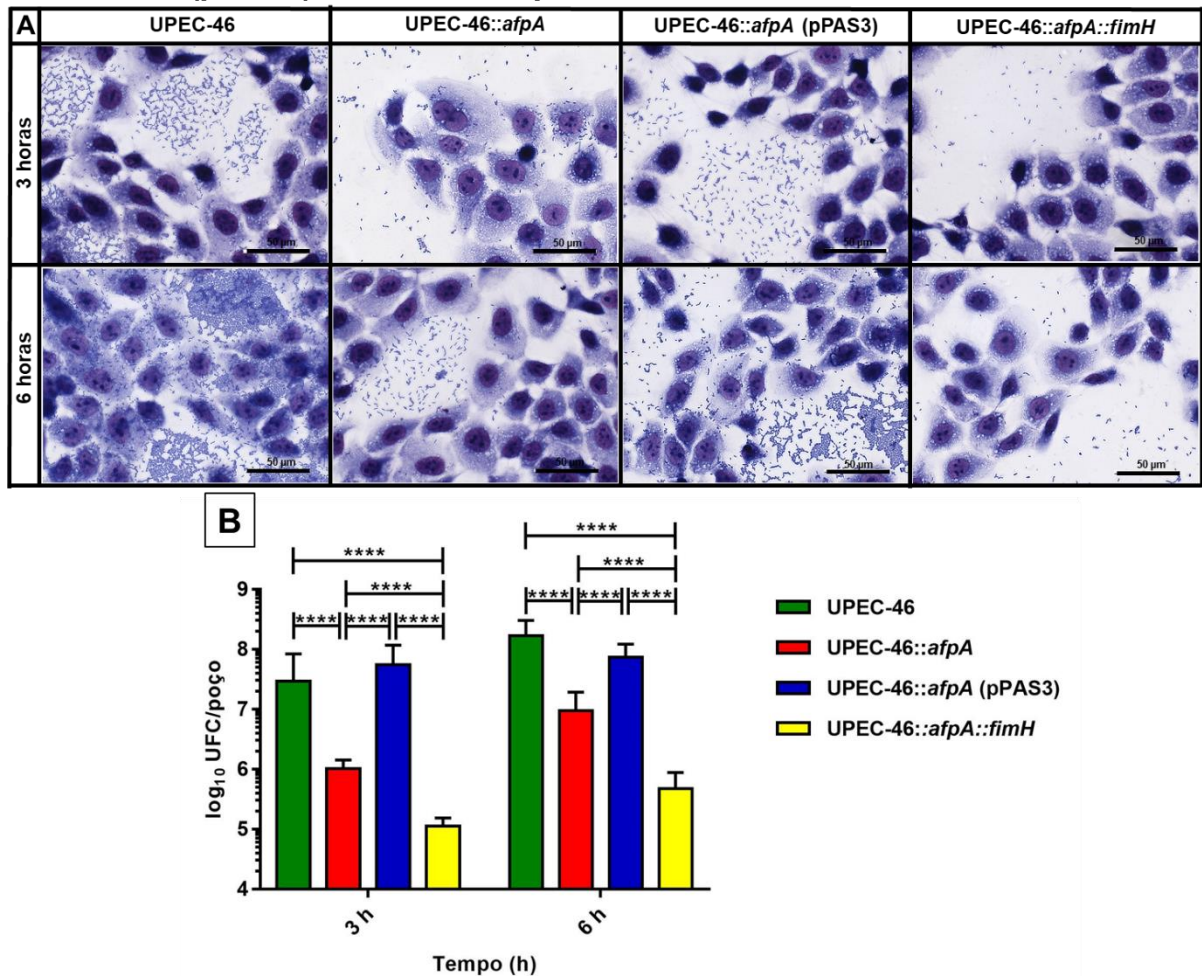 A
UPEC-46
UPEC-46::afpA
UPEC-46::afpA (pPAS3)
UPEC-46::afpA::fimH
3 horas
50 µm
50 µm
50 µm
50 µm
6 horas
50 µm
50 µm
50 µm
50 µm
B
****
****
****
****
**** **** ****
**** **** ****
9
8
7
6
5
4
log10 UFC/poço
3 h
6 h
Tempo (h)
UPEC-46
UPEC-46::afpA
UPEC-46::afpA (pPAS3)
UPEC-46::afpA::fimH